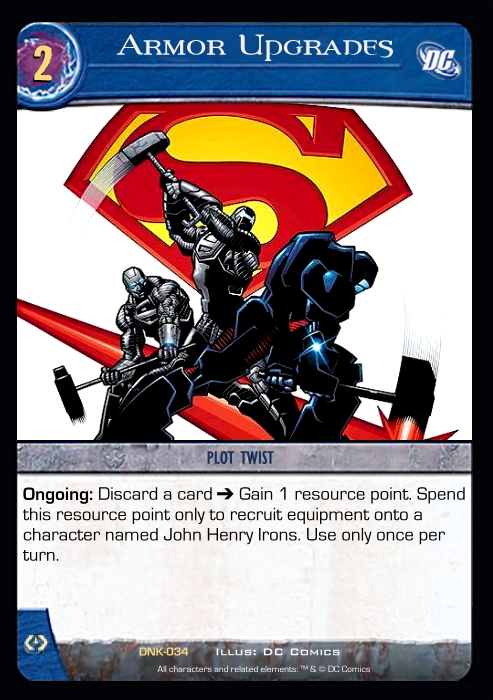 2
Armor Upgrades
DC
S
PLOT TWIST
Ongoing: Discard a card ➔ Gain 1 resource point. Spend
this resource point only to recruit equipment onto a
character named John Henry Irons. Use only once per
turn.
DNK-034 Illus: DC Comics
All characters and related elements: ™ & © DC Comics